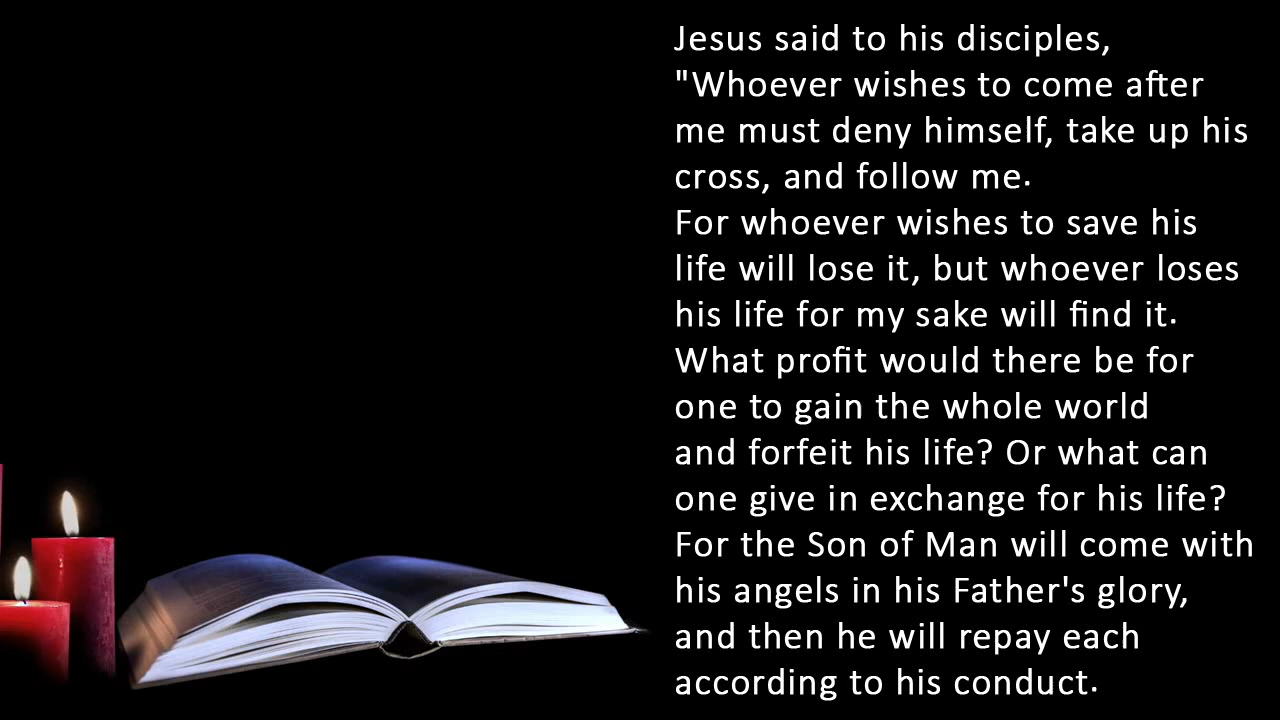 Jesus said to his disciples,
"Whoever wishes to come after
me must deny himself, take up his
cross, and follow me.
For whoever wishes to save his
life will lose it, but whoever loses
his life for my sake will find it.
What profit would there be for
one to gain the whole world
and forfeit his life? Or what can
one give in exchange for his life?
For the Son of Man will come with
his angels in his Father's glory,
and then he will repay each
according to his conduct.